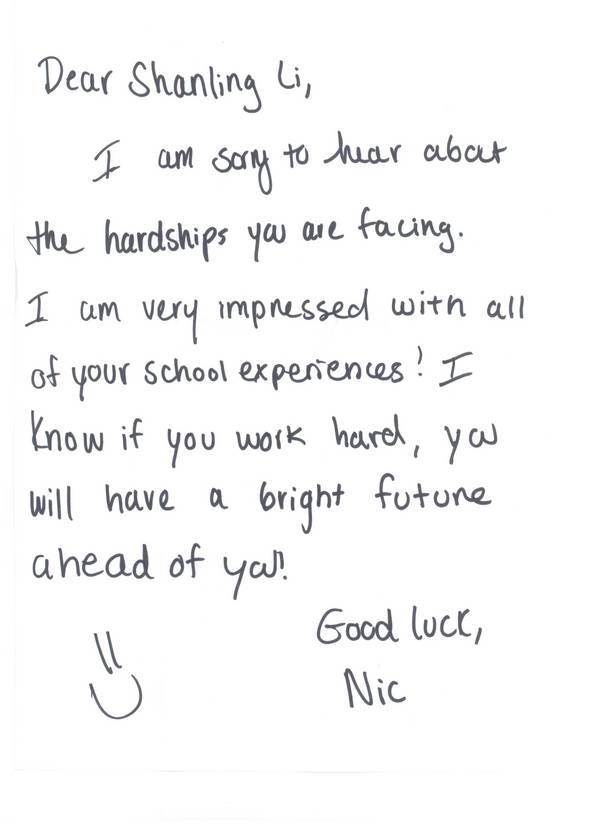 Dear Shanling Li,
I am sorry to hear about
the hardships you are facing.
I am very impressed with all
of your school experiences! I
know if you work hard, you
will have a bright future
ahead of you!
Good luck,
Nic